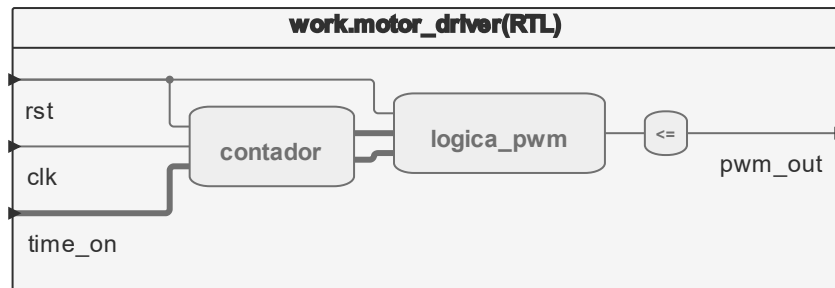 work.motor_driver(RTL)
rst
contador
logica_pwm
<=
clk
pwm_out
time_on